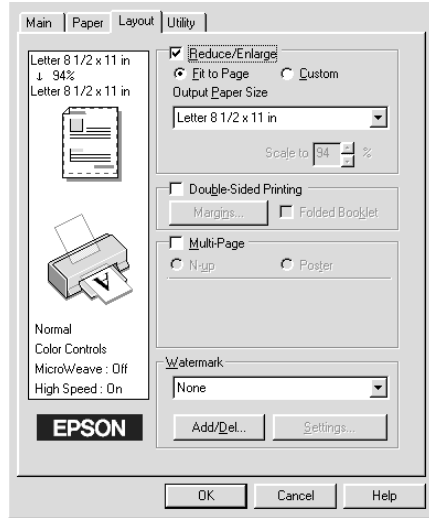 Main Paper Layout Utility
Letter 8 1/2 x 11 in
↓ 94%
Letter 8 1/2 x 11 in
Normal
Color Controls
MicroWeave : Off
High Speed : On
EPSON
Reduce/Enlarge
Fit to Page Custom
Output Paper Size
Letter 8 1/2 x 11 in
Scale to 94 %
Double-Sided Printing
Margins... Folded Booklet
Multi-Page
N-up Poster
Watermark
None
Add/Del... Settings...
OK Cancel Help